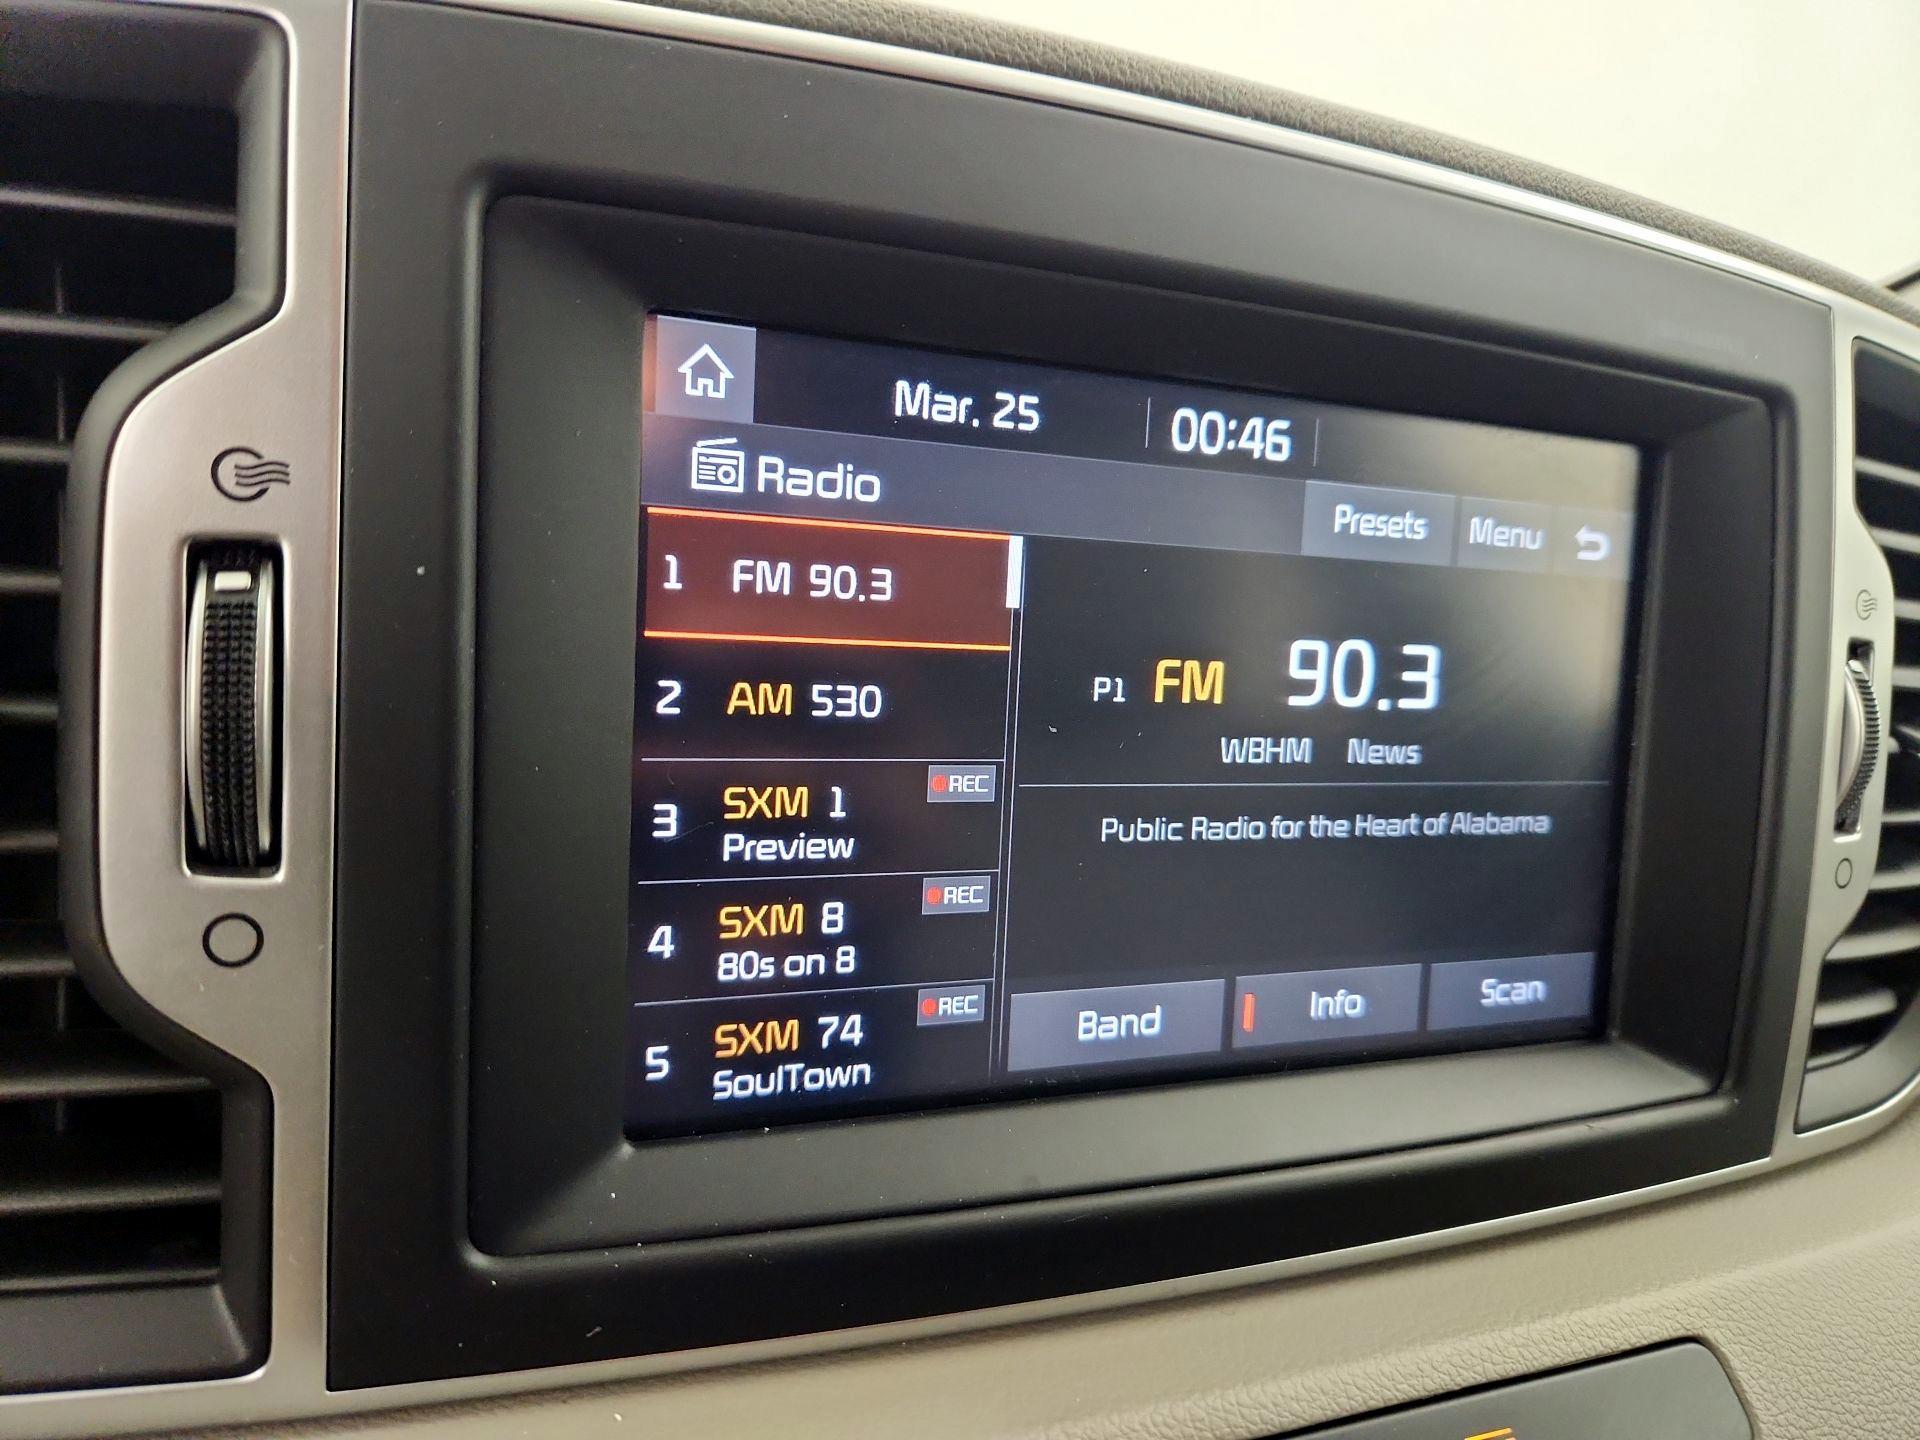 Mar. 25
00:46
Radio
Presets
Menu
1 FM 90.3
2 AM 530
3 SXM 1 REC
Preview
4 SXM 8 REC
80s on 8
5 SXM 74 REC
SoulTown
P1 FM 90.3
WBHM News
Public Radio for the Heart of Alabama
Band
Info
Scan